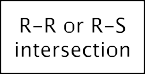 R-R or R-S
intersection